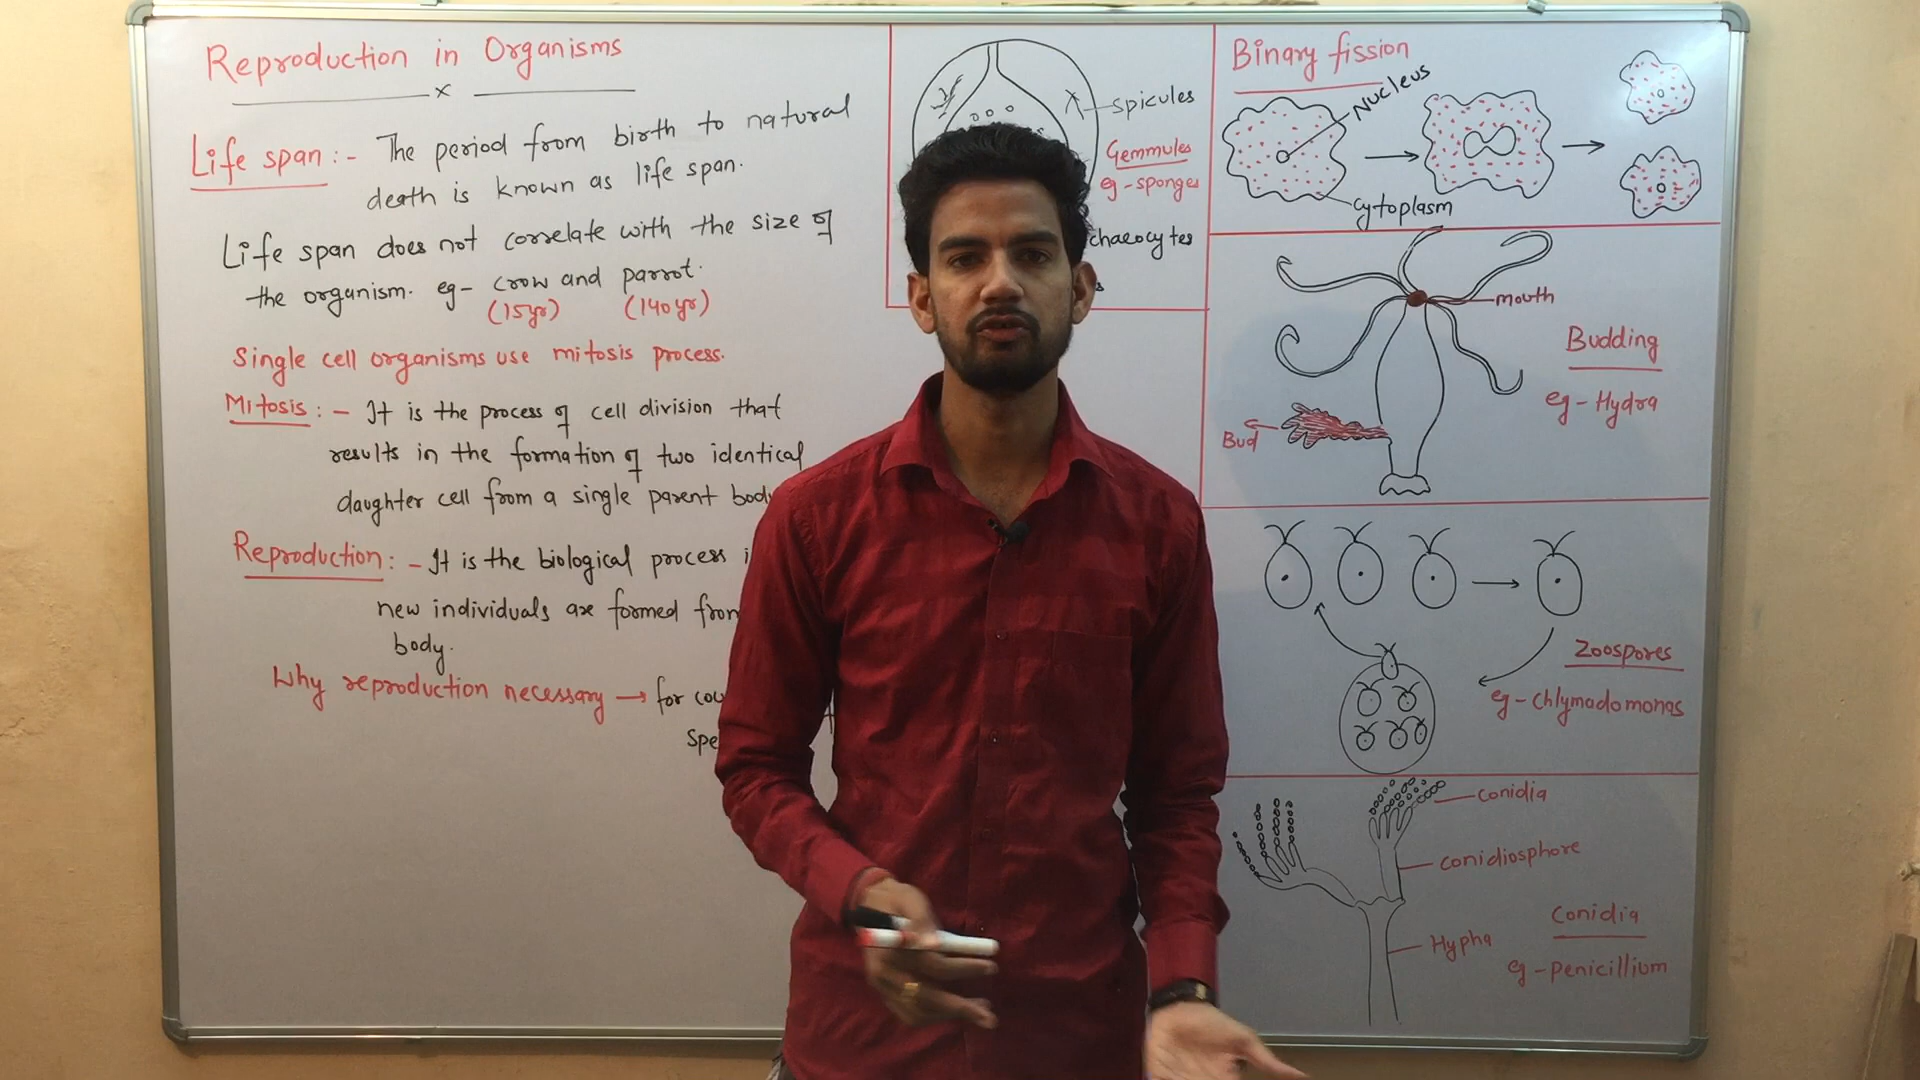 Reproduction in Organisms
x
Life span :- The period from birth to natural
death is known as life span.
Life span does not correlate with the size of
the organism. eg- crow and parrot.
(15yr) (140yr)
Single cell organisms use mitosis process.
Mitosis :- It is the process of cell division that
results in the formation of two identical
daughter cell from a single parent body
Reproduction :- It is the biological process
new individuals are formed from
body.
Why reproduction necessary → for
Spicules
Gemmules
eg-sponges
Binary fission
Nucleus
Cytoplasm
mouth
Budding
eg-Hydra
Bud
Zoospores
eg-chlymadomonas
Conidia
Conidiosphore
Hypha
Conidia
eg-penicillium